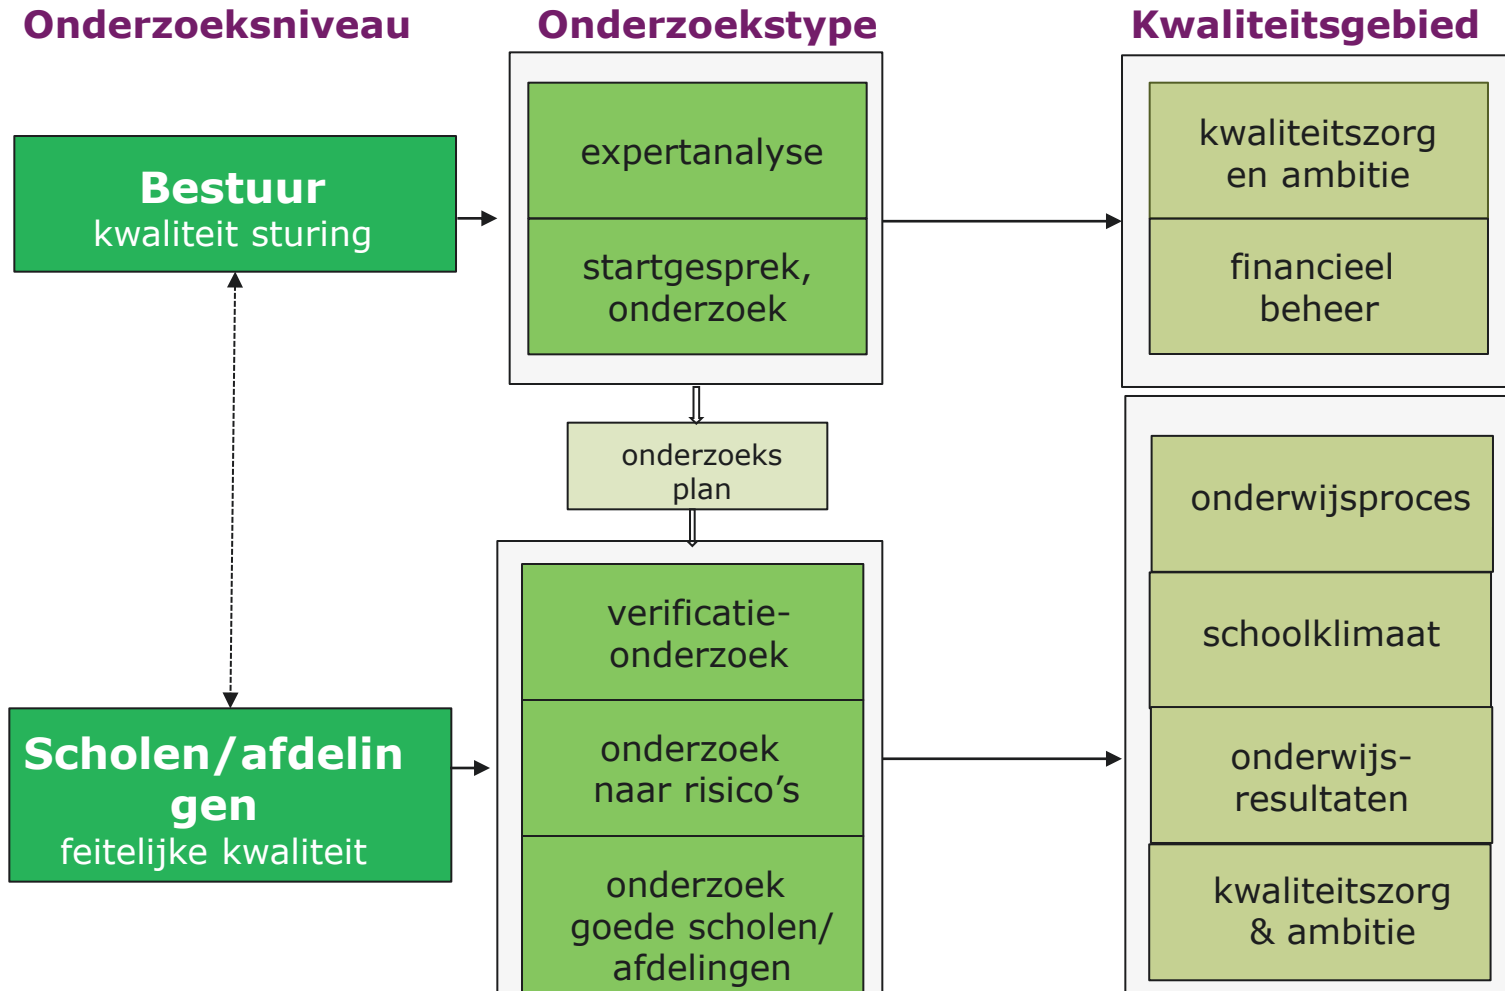 Onderzoeksniveau
Onderzoekstype
Kwaliteitsgebied
Bestuur
kwaliteit sturing
expertanalyse
startgesprek,
onderzoek
kwaliteitszorg
en ambitie
financieel
beheer
onderzoeks
plan
Scholen/afdelin
gen
feitelijke kwaliteit
verificatie-
onderzoek
onderzoek
naar risico’s
onderzoek
goede scholen/
afdelingen
onderwijsproces
schoolklimaat
onderwijs-
resultaten
kwaliteitszorg
& ambitie